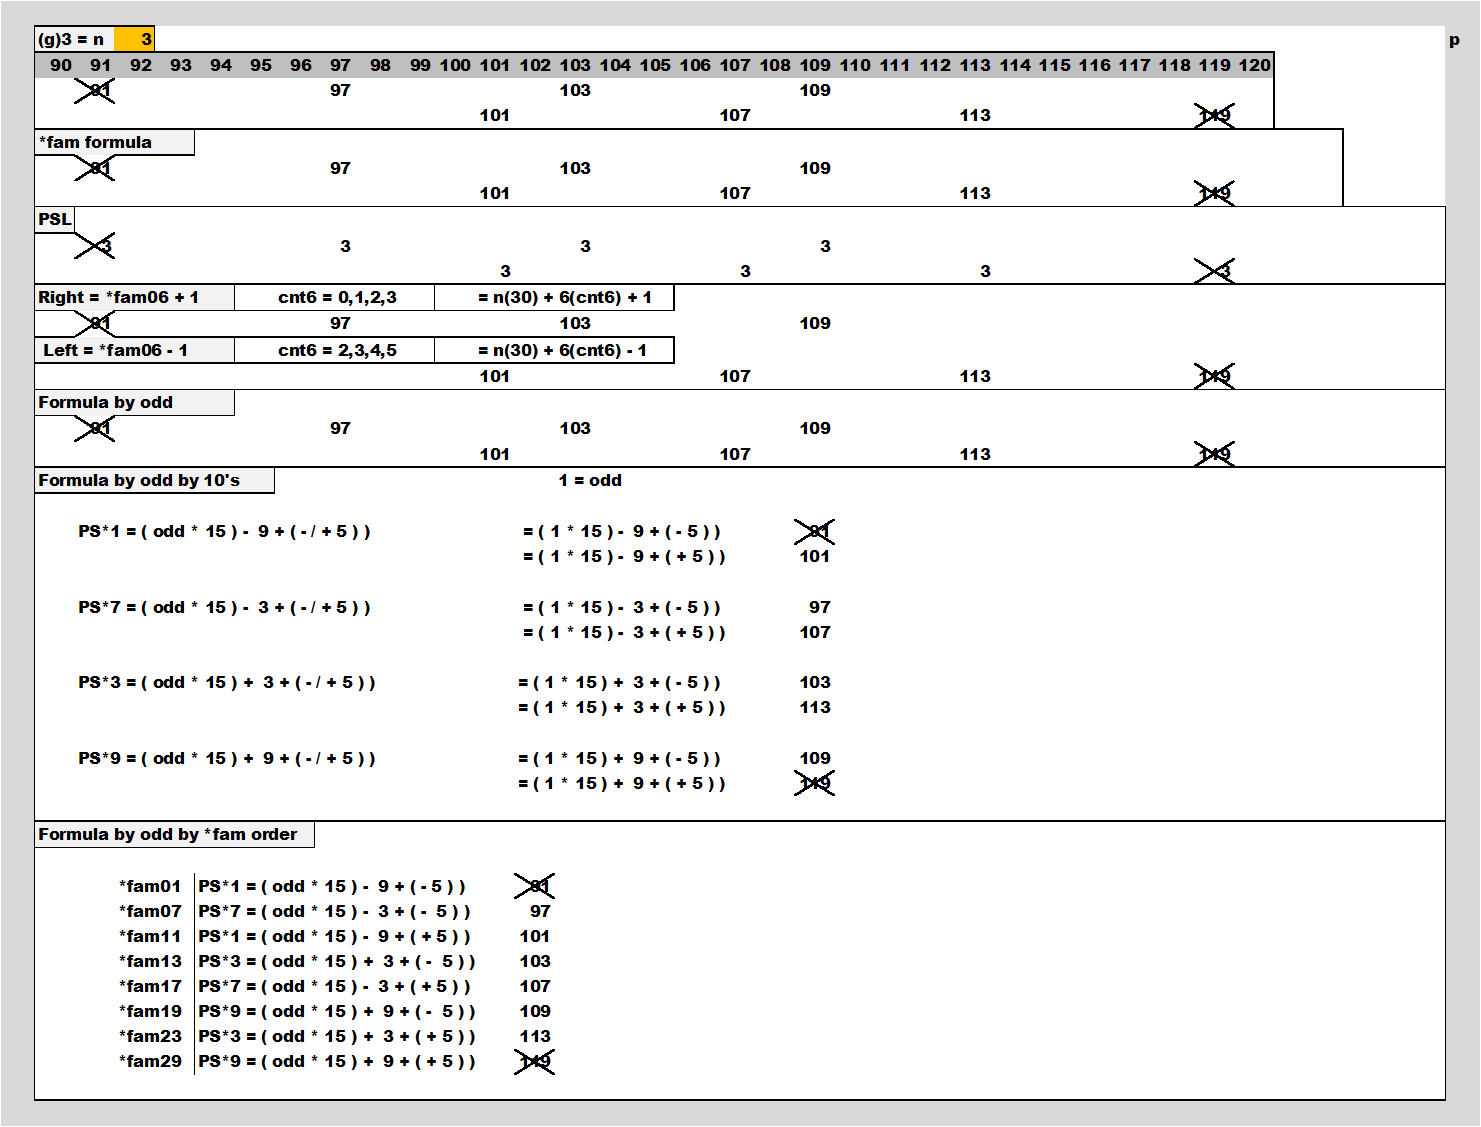 (g)3 = n 3
p
90 91 92 93 94 95 96 97 98 99 100 101 102 103 104 105 106 107 108 109 110 111 112 113 114 115 116 117 118 119 120
91 97 103 109
101 107 113 119
*fam formula
91 97 103 109
101 107 113 119
PSL
3 3 3 3
3 3 3 3
Right = *fam06 + 1 cnt6 = 0,1,2,3 = n(30) + 6(cnt6) + 1
91 97 103 109
Left = *fam06 - 1 cnt6 = 2,3,4,5 = n(30) + 6(cnt6) - 1
101 107 113 119
Formula by odd
91 97 103 109
101 107 113 119
Formula by odd by 10's 1 = odd
PS*1 = ( odd * 15 ) - 9 + ( - / + 5 ) ) = ( 1 * 15 ) - 9 + ( - 5 ) ) 91
= ( 1 * 15 ) - 9 + ( + 5 ) ) 101
PS*7 = ( odd * 15 ) - 3 + ( - / + 5 ) ) = ( 1 * 15 ) - 3 + ( - 5 ) ) 97
= ( 1 * 15 ) - 3 + ( + 5 ) ) 107
PS*3 = ( odd * 15 ) + 3 + ( - / + 5 ) ) = ( 1 * 15 ) + 3 + ( - 5 ) ) 103
= ( 1 * 15 ) + 3 + ( + 5 ) ) 113
PS*9 = ( odd * 15 ) + 9 + ( - / + 5 ) ) = ( 1 * 15 ) + 9 + ( - 5 ) ) 109
= ( 1 * 15 ) + 9 + ( + 5 ) ) 119
Formula by odd by *fam order
*fam01 PS*1 = ( odd * 15 ) - 9 + ( - 5 ) ) 91
*fam07 PS*7 = ( odd * 15 ) - 3 + ( - 5 ) ) 97
*fam11 PS*1 = ( odd * 15 ) - 9 + ( + 5 ) ) 101
*fam13 PS*3 = ( odd * 15 ) + 3 + ( - 5 ) ) 103
*fam17 PS*7 = ( odd * 15 ) - 3 + ( + 5 ) ) 107
*fam19 PS*9 = ( odd * 15 ) + 9 + ( - 5 ) ) 109
*fam23 PS*3 = ( odd * 15 ) + 3 + ( + 5 ) ) 113
*fam29 PS*9 = ( odd * 15 ) + 9 + ( + 5 ) ) 119